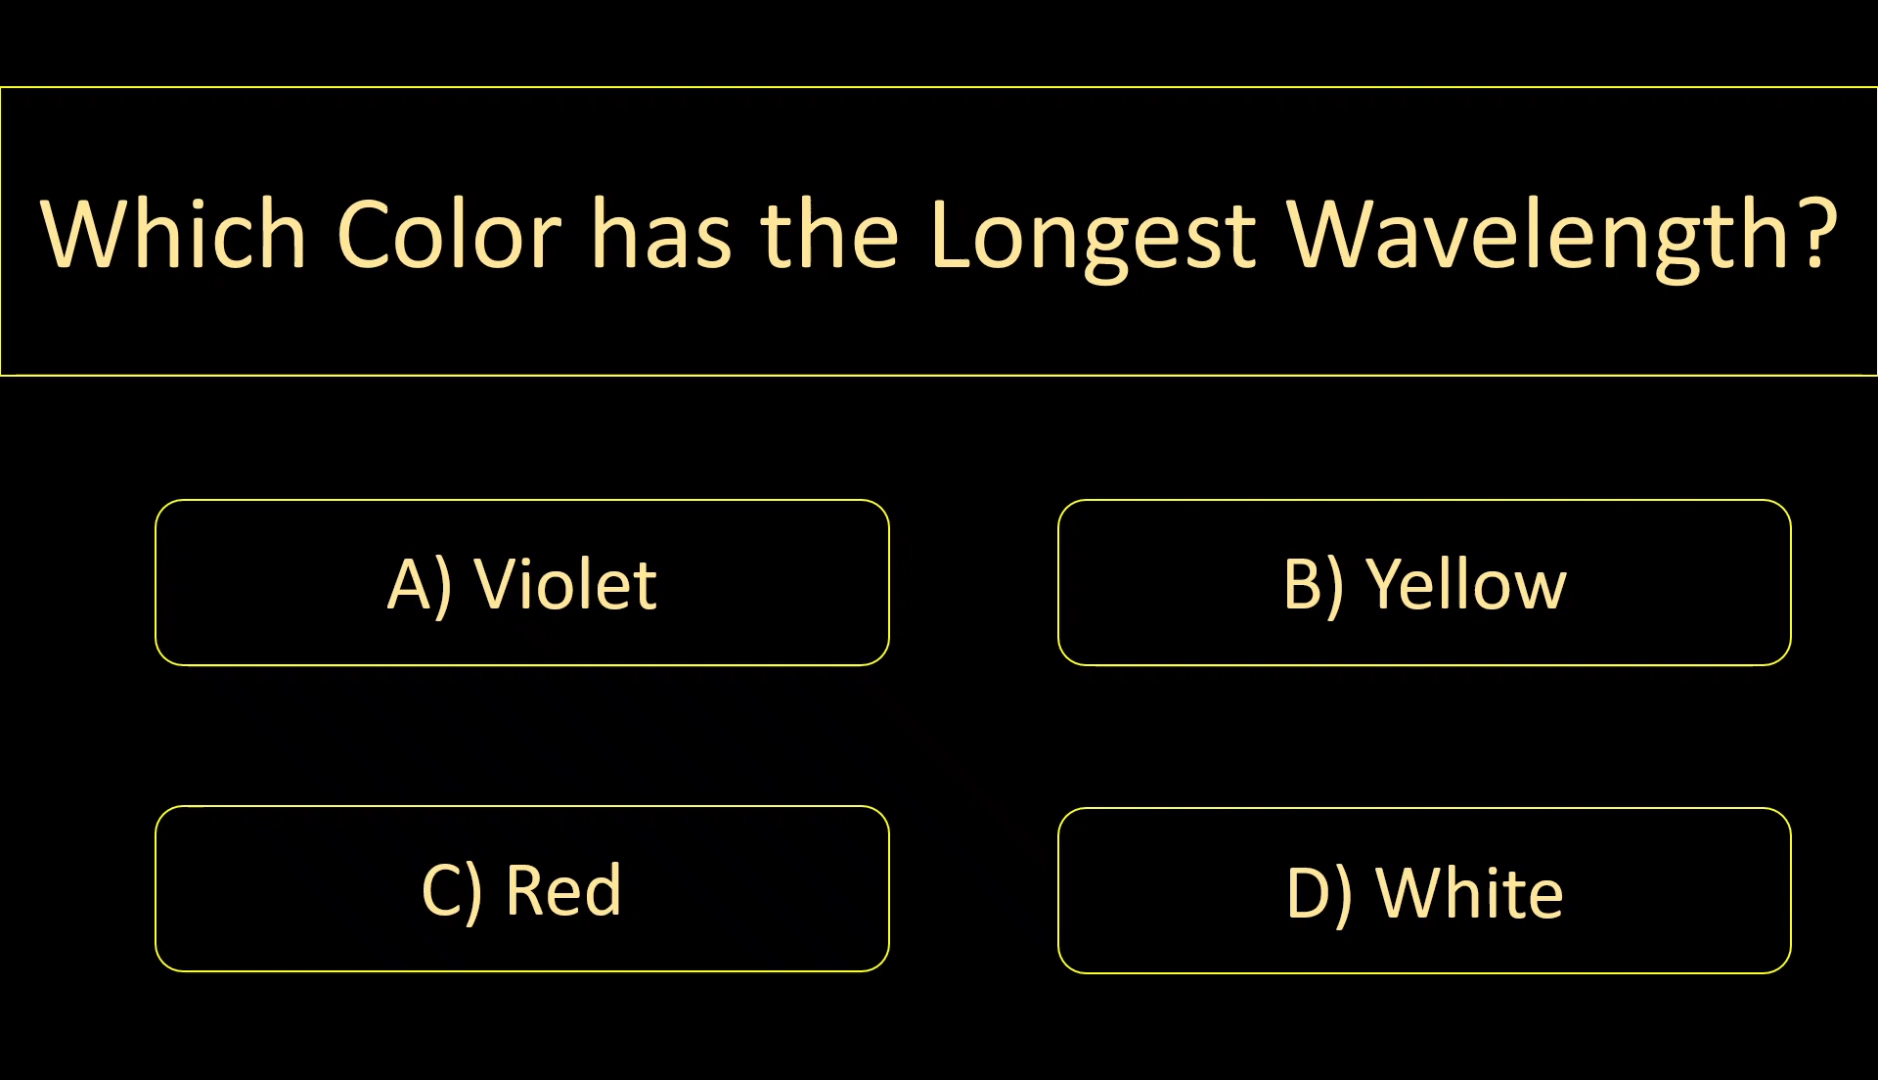 Which Color has the Longest Wavelength?
A) Violet
B) Yellow
C) Red
D) White